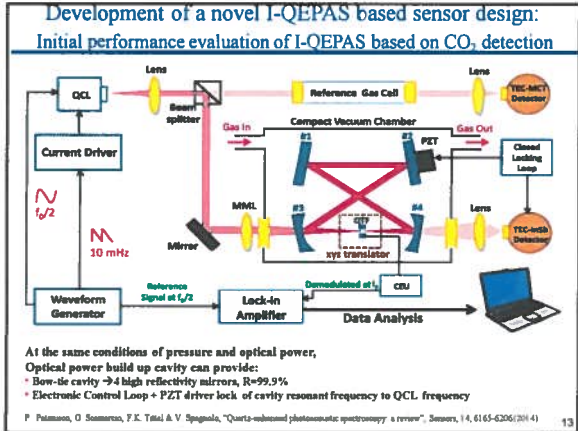 Development of a novel I-QEPAS based sensor design:
Initial performance evaluation of I-QEPAS based on CO₂ detection
QCL
Lens
Beam
splitter
Reference Gas Cell
Lens
TEC-MCT
Detector
Compact Vacuum Chamber
Gas In
Gas Out
Current Driver
#1
#2
PZT
Closed
Locking
Loop
f₀/2
10 mHz
MML
#3
QTF
#4
Lens
TEC-InSb
Detector
Mirror
xyz translator
Waveform
Generator
Reference
Signal at f₀/2
Lock-in
Amplifier
Demodulated at f₀
CEU
Data Analysis
At the same conditions of pressure and optical power,
Optical power build up cavity can provide:
• Bow-tie cavity →4 high reflectivity mirrors, R=99.9%
• Electronic Control Loop + PZT driver lock of cavity resonant frequency to QCL frequency
P. Patimisco, G. Scamarcio, F.K. Tittel & V. Spagnolo, "Quartz-enhanced photoacoustic spectroscopy: a review", Sensors, 14, 6165-6206(2014)
13